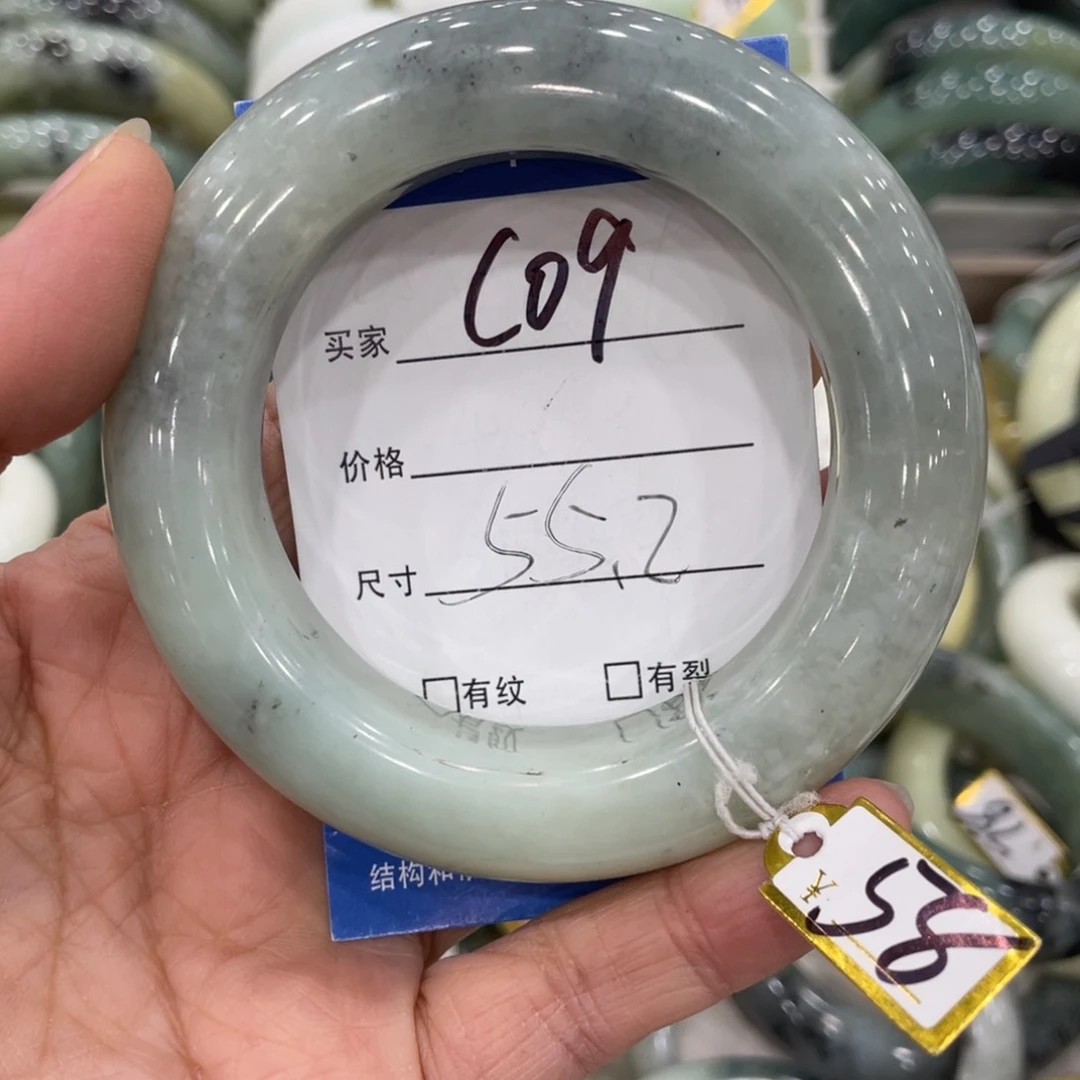 买家 C09
价格
尺寸 55.2
□有纹 □有裂
结构和
58